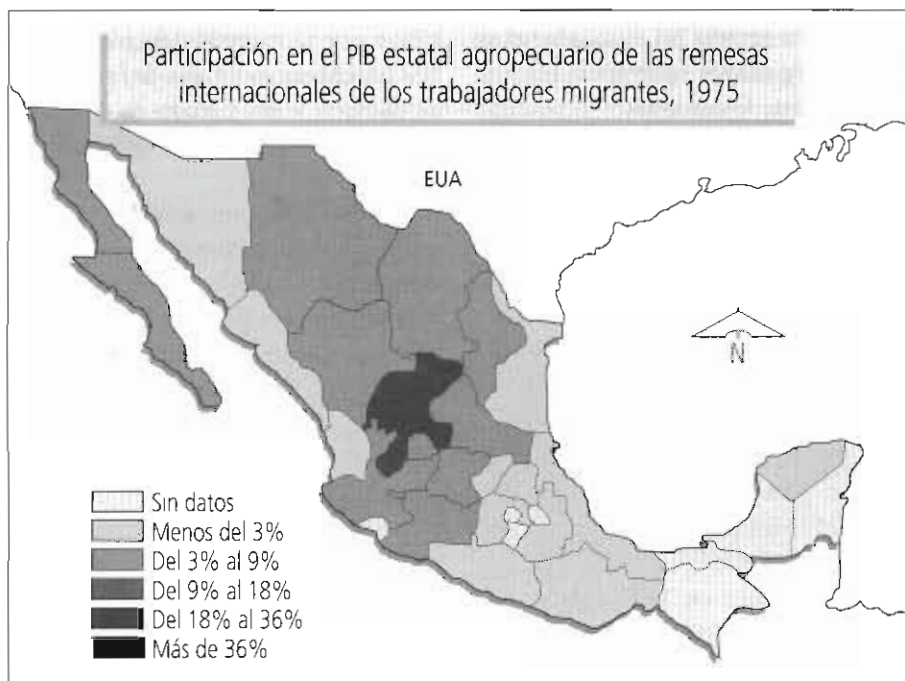 Participación en el PIB estatal agropecuario de las remesas
internacionales de los trabajadores migrantes, 1975
EUA
N
Sin datos
Menos del 3%
Del 3% al 9%
Del 9% al 18%
Del 18% al 36%
Más de 36%